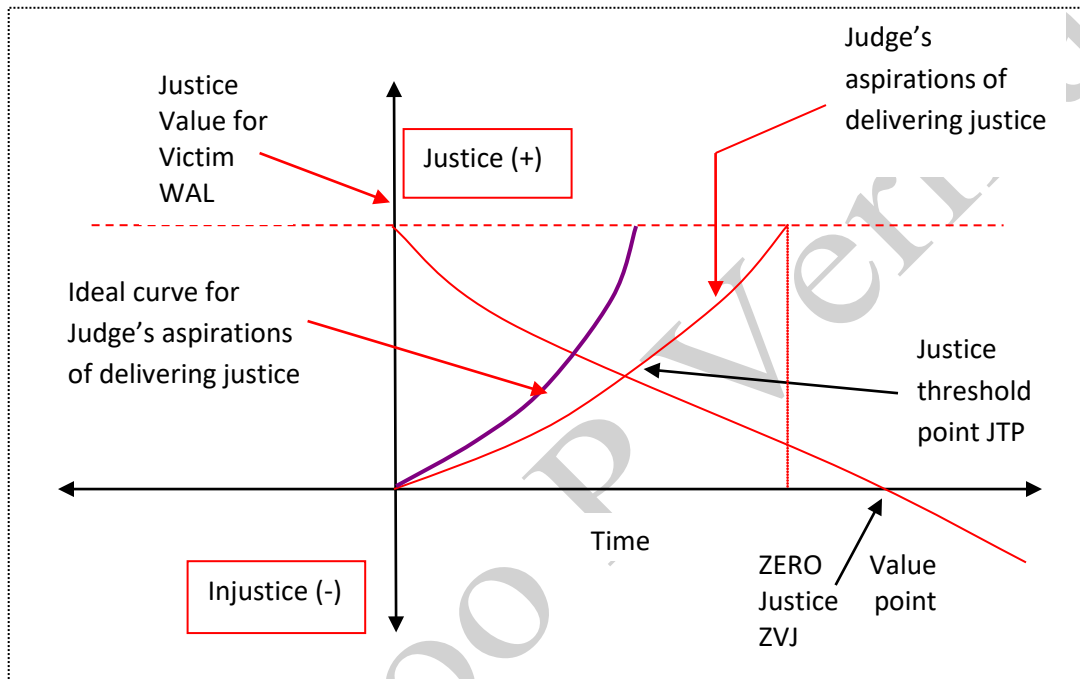 Judge's
aspirations of
delivering justice
Justice
Value for
Victim
WAL
Justice (+)
Ideal curve for
Judge's aspirations
of delivering justice
Justice
threshold
point JTP
Time
ZERO Value
Justice point
ZVJ
Injustice (-)